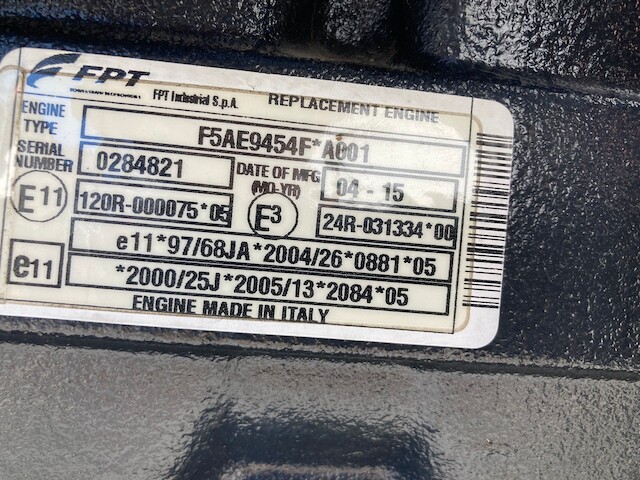 FPT FPT Industrial S.p.A. REPLACEMENT ENGINE
ENGINE TYPE F5AE9454F*A001
SERIAL NUMBER 0284821 DATE OF MFG (MO-YR) 04 - 15
E11 120R-000075*05 E3 24R-031334*00
e11*97/68JA*2004/26*0881*05
e11 *2000/25J*2005/13*2084*05
ENGINE MADE IN ITALY